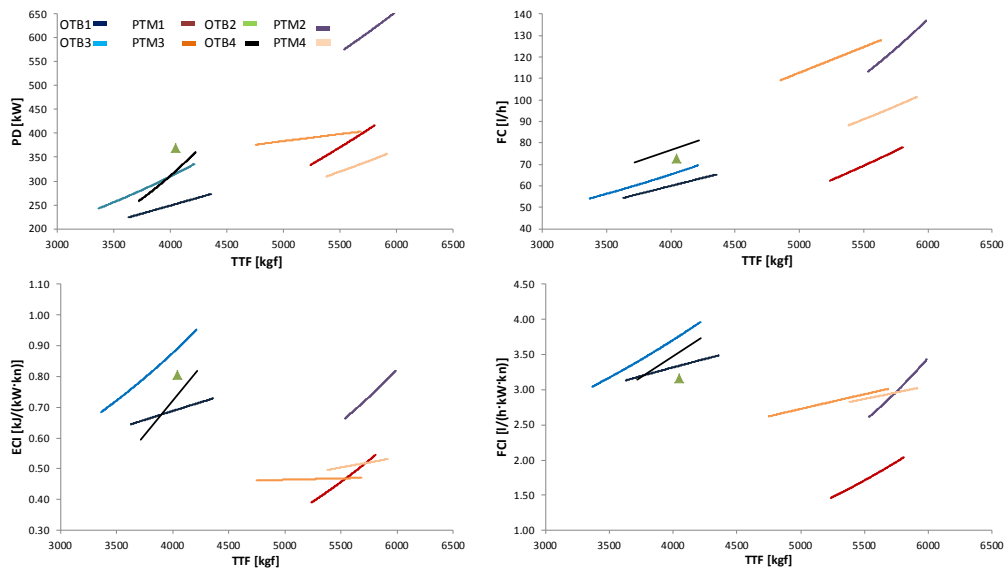 650
600
550
500
450
400
350
300
250
200
PD [kW]
OTB1 PTM1 OTB2 PTM2
OTB3 PTM3 OTB4 PTM4
3000 3500 4000 4500 5000 5500 6000 6500
TTF [kgf]
140
130
120
110
100
90
80
70
60
50
40
FC [l/h]
3000 3500 4000 4500 5000 5500 6000 6500
TTF [kgf]
1.10
1.00
0.90
0.80
0.70
0.60
0.50
0.40
0.30
ECI [kJ/(kW·kn)]
3000 3500 4000 4500 5000 5500 6000 6500
TTF [kgf]
4.50
4.00
3.50
3.00
2.50
2.00
1.50
1.00
FCI [l/(h·kW·kn)]
3000 3500 4000 4500 5000 5500 6000 6500
TTF [kgf]